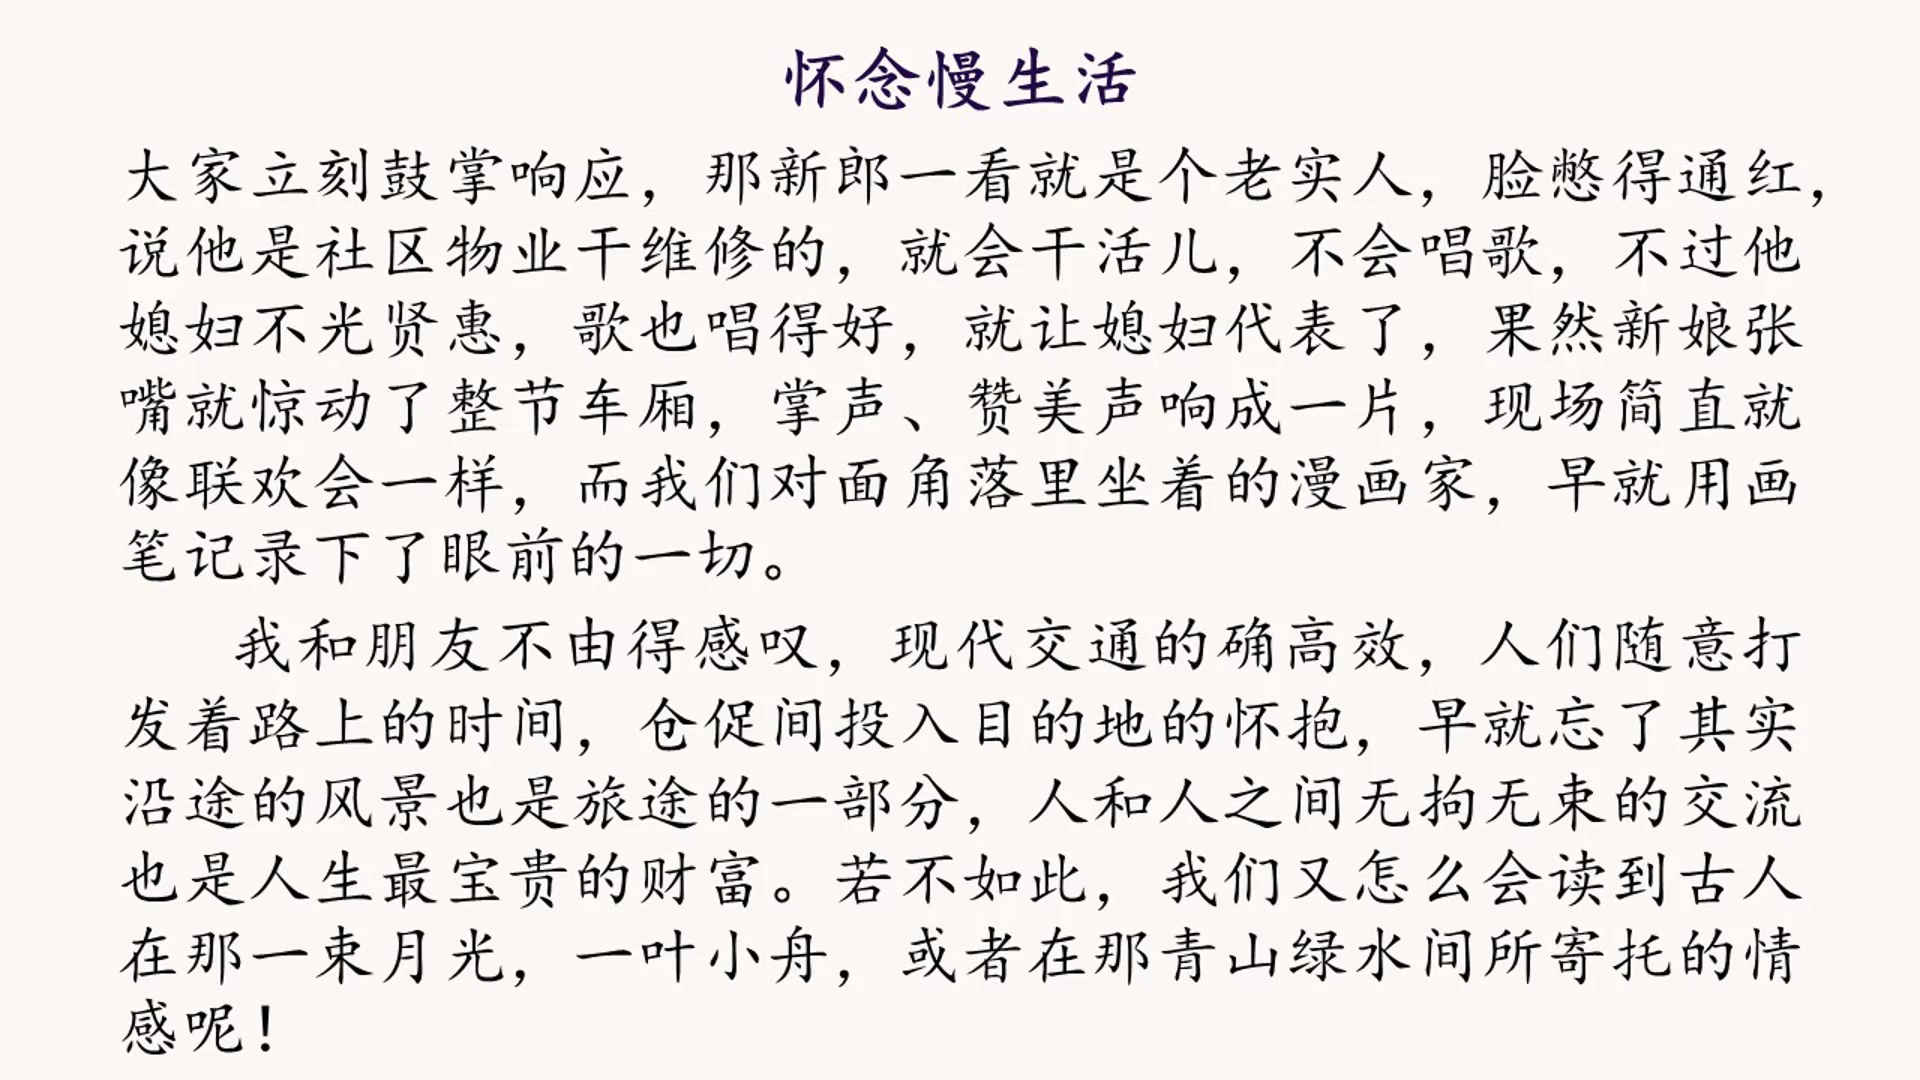 怀念慢生活
大家立刻鼓掌响应，那新郎一看就是个老实人，脸憋得通红，
说他是社区物业干维修的，就会干活儿，不会唱歌，不过他
媳妇不光贤惠，歌也唱得好，就让媳妇代表了，果然新娘张
嘴就惊动了整节车厢，掌声、赞美声响成一片，现场简直就
像联欢会一样，而我们对面角落里坐着的漫画家，早就用画
笔记录下了眼前的一切。
我和朋友不由得感叹，现代交通的确高效，人们随意打
发着路上的时间，仓促间投入目的地的怀抱，早就忘了其实
沿途的风景也是旅途的一部分，人和人之间无拘无束的交流
也是人生最宝贵的财富。若不如此，我们又怎么会读到古人
在那一束月光，一叶小舟，或者在那青山绿水间所寄托的情
感呢！